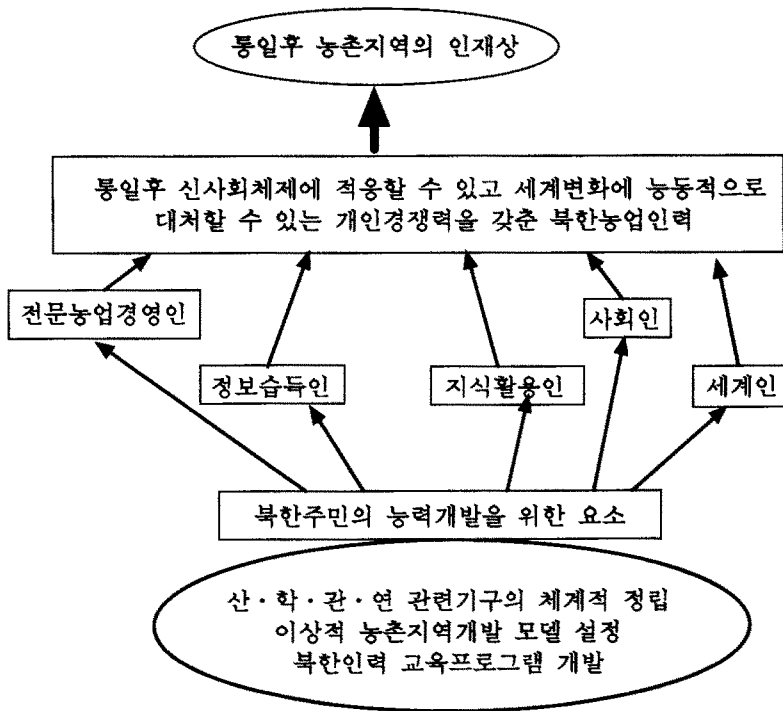 통일후 농촌지역의 인재상
통일후 신사회체제에 적응할 수 있고 세계변화에 능동적으로
대처할 수 있는 개인경쟁력을 갖춘 북한농업인력
전문농업경영인
사회인
정보습득인
지식활용인
세계인
북한주민의 능력개발을 위한 요소
산·학·관·연 관련기구의 체계적 정립
이상적 농촌지역개발 모델 설정
북한인력 교육프로그램 개발